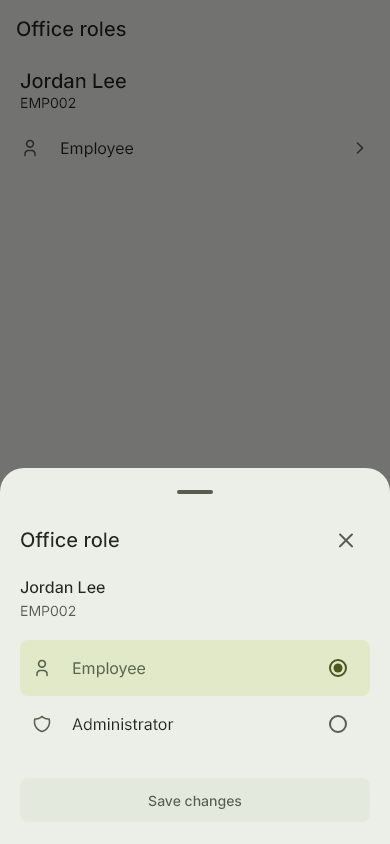 Office roles
Jordan Lee
EMP002
Employee
Office role
Jordan Lee
EMP002
Employee
Administrator
Save changes